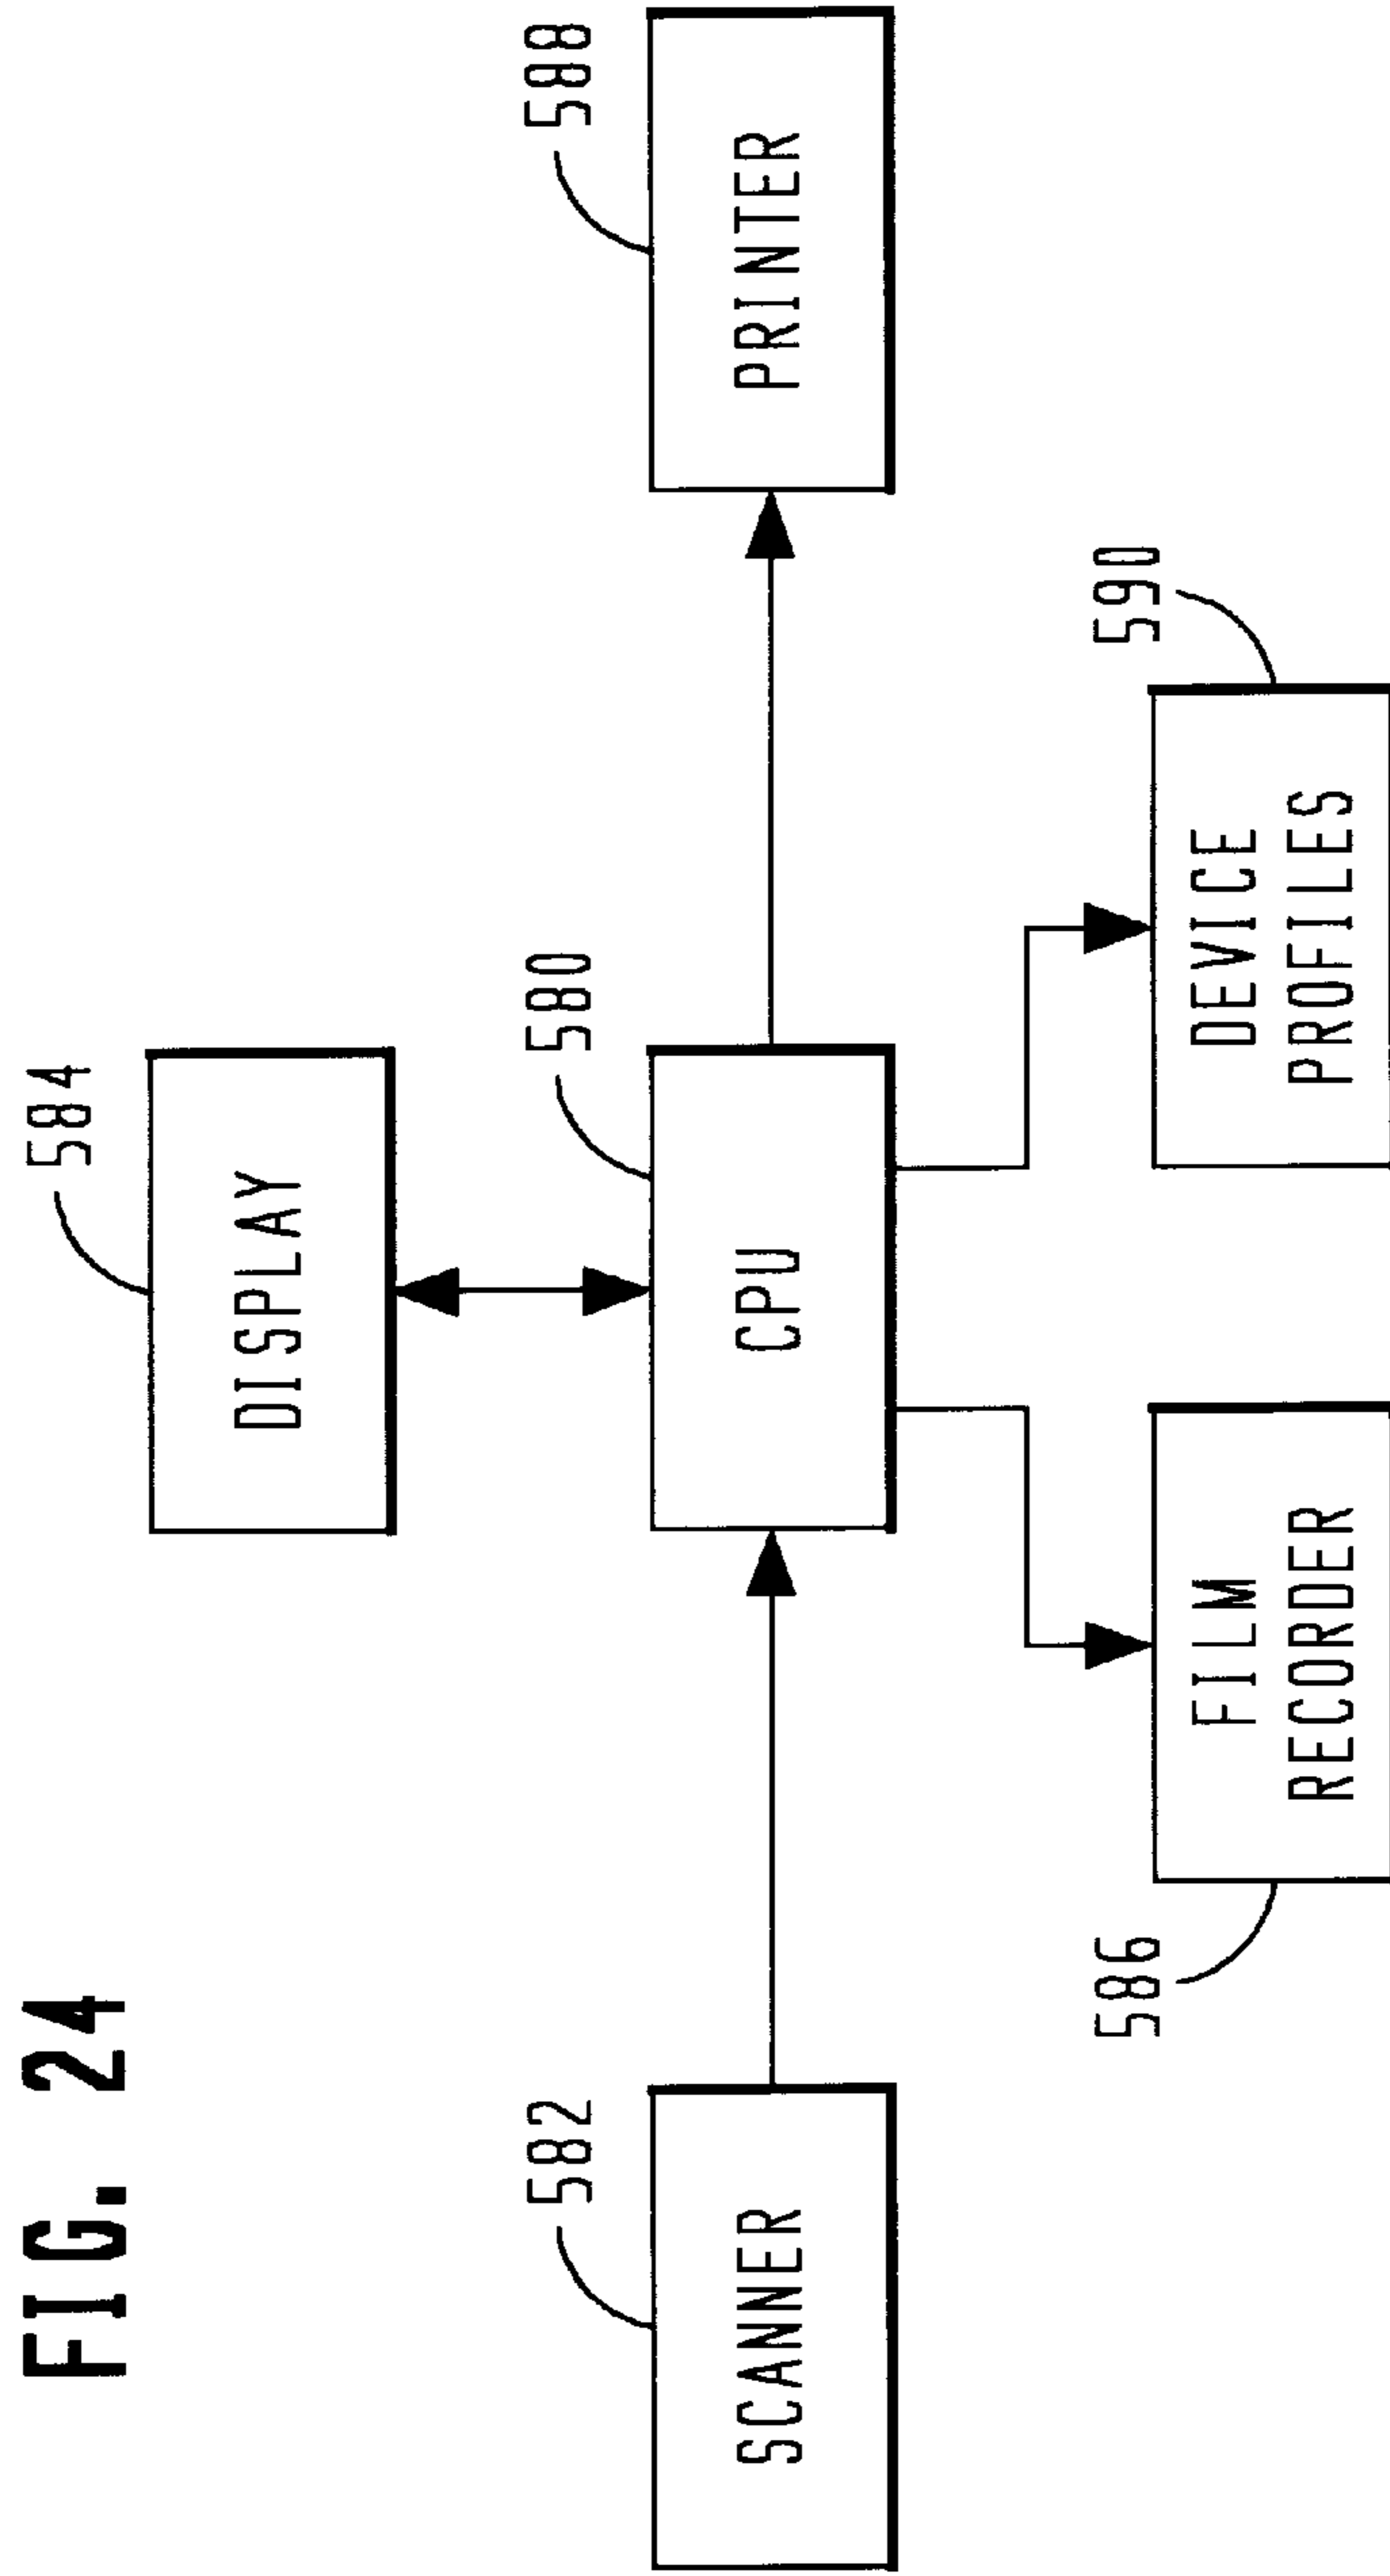 FIG. 24
584
DISPLAY
582
580
588
SCANNER
CPU
PRINTER
586
590
FILM
RECORDER
DEVICE
PROFILES